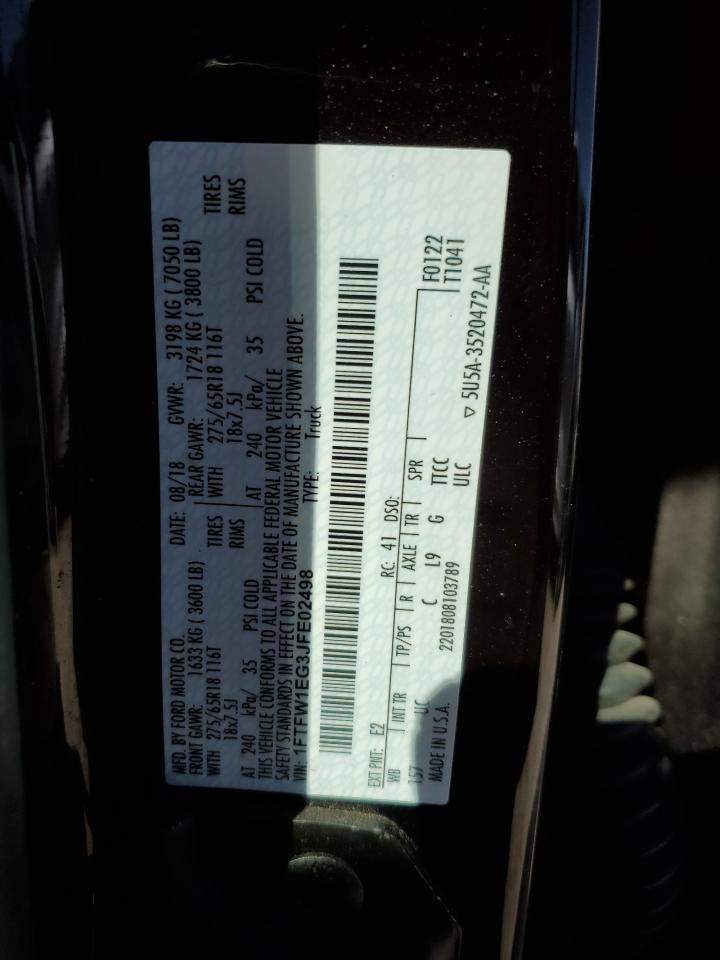 MFD. BY FORD MOTOR CO.
DATE: 08/18 GVWR: 3198 KG ( 7050 LB)
FRONT GAWR: 1633 KG ( 3600 LB) REAR GAWR: 1724 KG ( 3800 LB)
WITH 275/65R18 116T TIRES WITH 275/65R18 116T TIRES
18x7.5J RIMS 18x7.5J RIMS
AT 240 kPa/ 35 PSI COLD AT 240 kPa/ 35 PSI COLD
THIS VEHICLE CONFORMS TO ALL APPLICABLE FEDERAL MOTOR VEHICLE
SAFETY STANDARDS IN EFFECT ON THE DATE OF MANUFACTURE SHOWN ABOVE.
VIN: 1FTFW1EG3JFE02498 TYPE: Truck
EXT PNT: E2 RC: 41 DSO:
WB INT TR TP/PS R AXLE TR SPR F0122
157 UC C L9 G TTCC T1041
ULC
MADE IN U.S.A. 2201808103789 ▽ 5U5A-3520472-AA